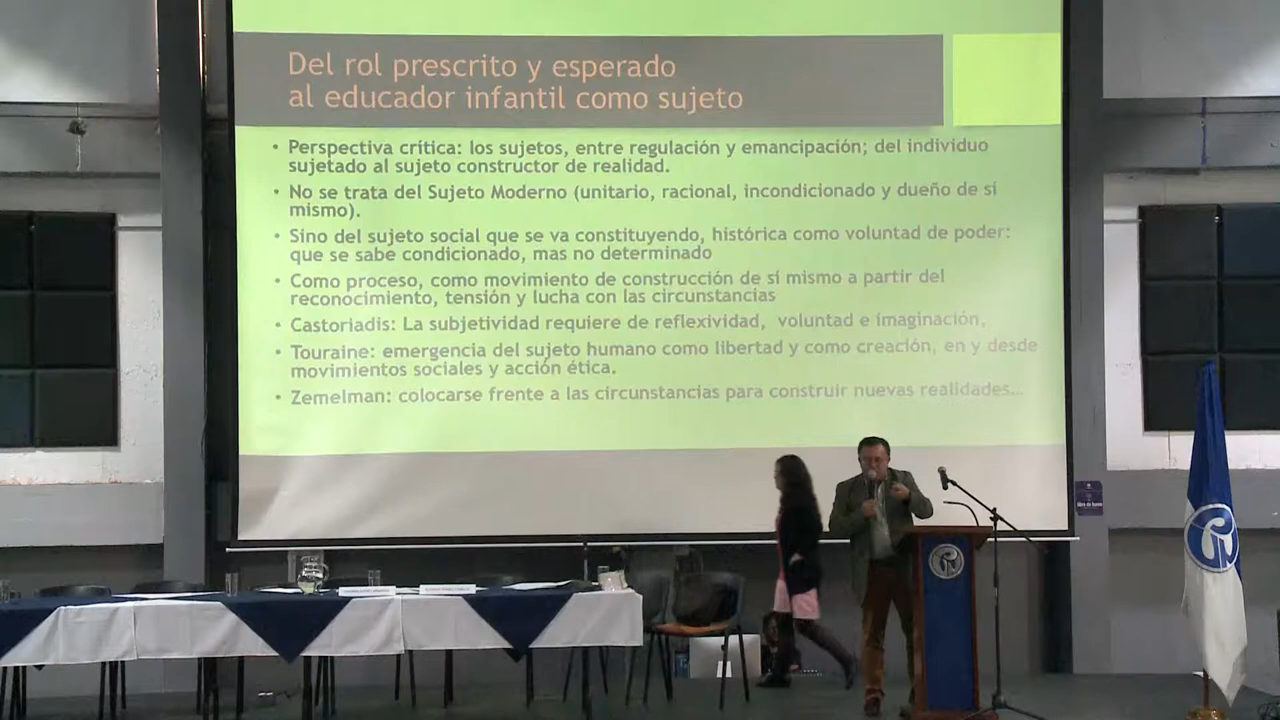 Del rol prescrito y esperado
al educador infantil como sujeto
• Perspectiva crítica: los sujetos, entre regulación y emancipación; del individuo
sujetado al sujeto constructor de realidad.
• No se trata del Sujeto Moderno (unitario, racional, incondicionado y dueño de sí
mismo).
• Sino del sujeto social que se va constituyendo, histórica como voluntad de poder:
que se sabe condicionado, mas no determinado
• Como proceso, como movimiento de construcción de sí mismo a partir del
reconocimiento, tensión y lucha con las circunstancias
• Castoriadis: La subjetividad requiere de reflexividad, voluntad e imaginación,
• Touraine: emergencia del sujeto humano como libertad y como creación, en y desde
movimientos sociales y acción ética.
• Zemelman: colocarse frente a las circunstancias para construir nuevas realidades...